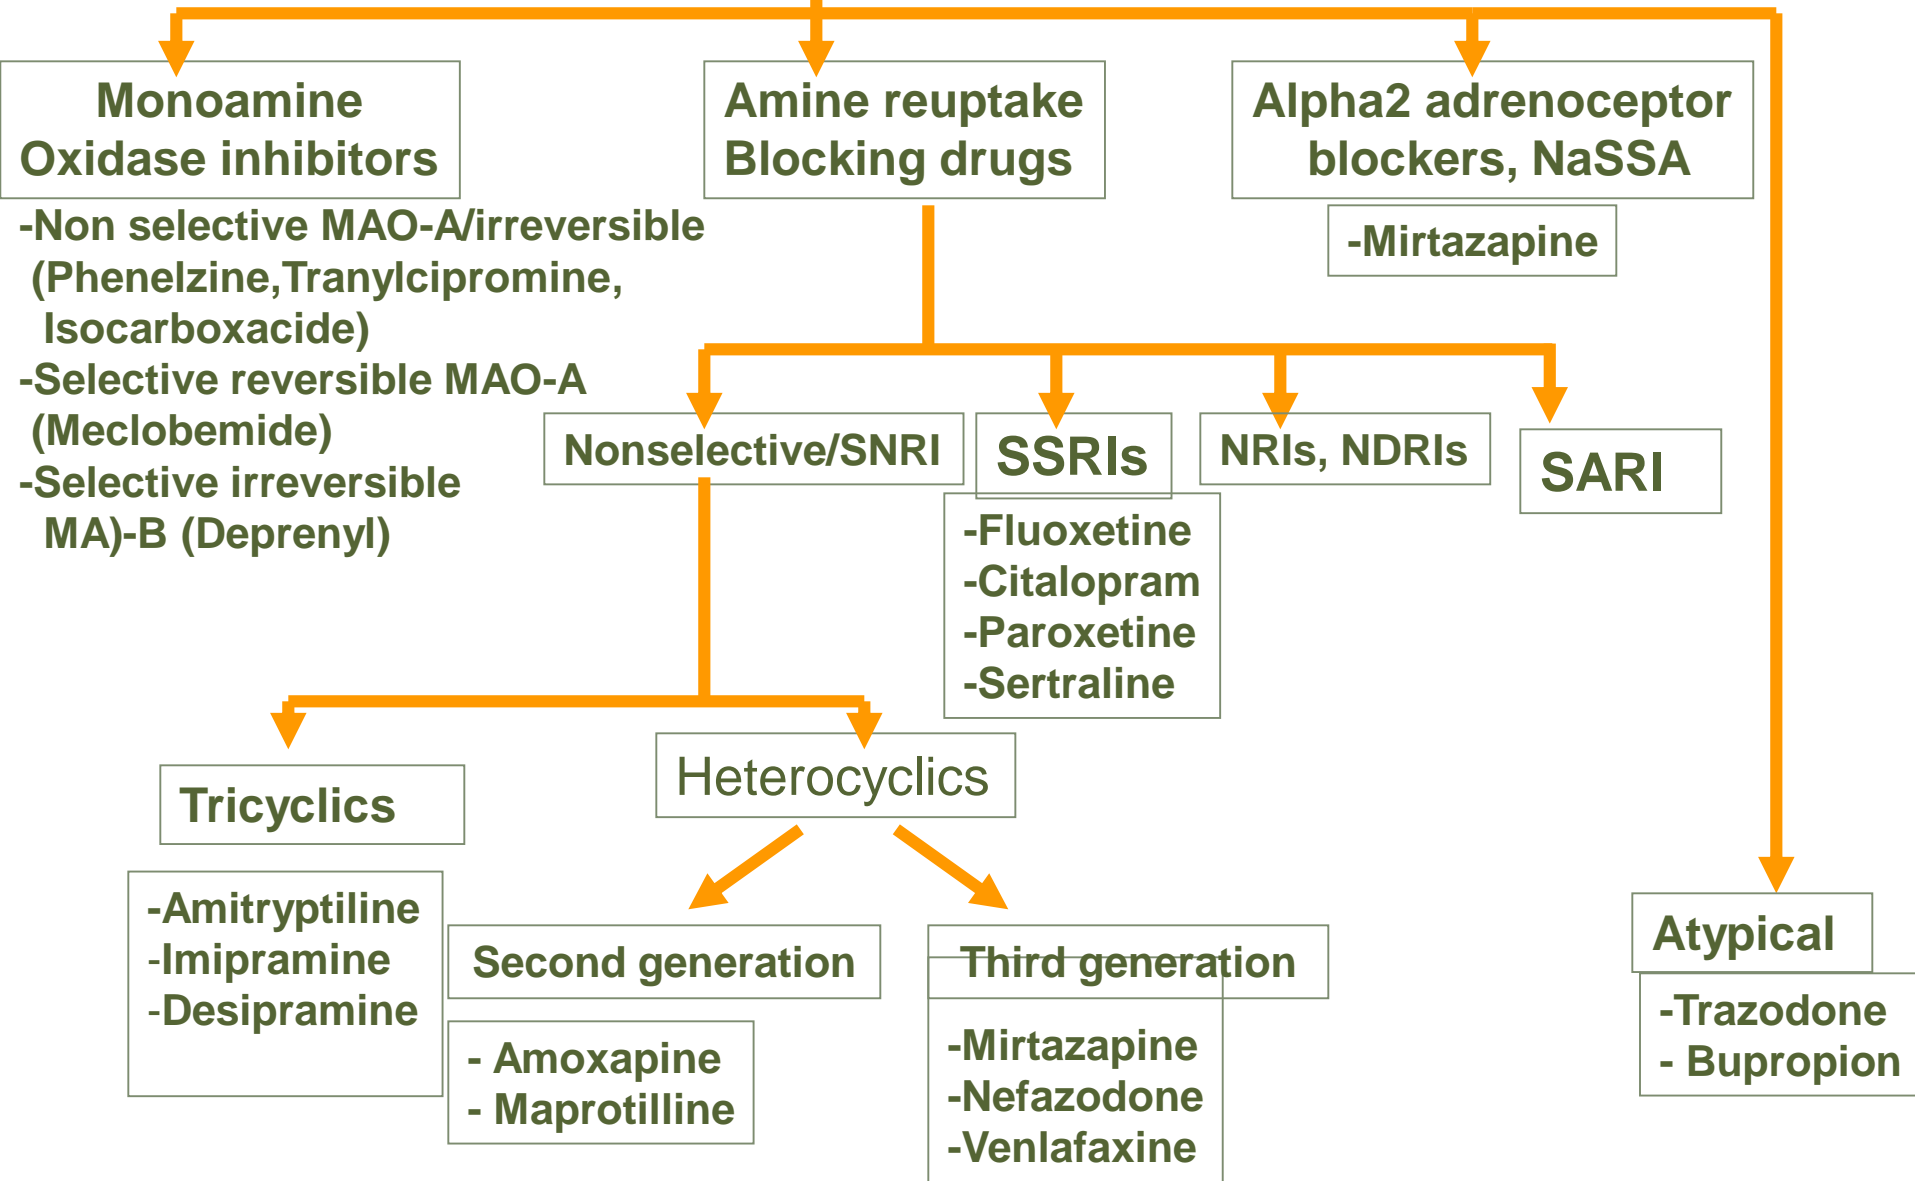 Monoamine
Oxidase inhibitors
-Non selective MAO-A/irreversible
(Phenelzine,Tranylcipromine,
Isocarboxacide)
-Selective reversible MAO-A
(Meclobemide)
-Selective irreversible
MA)-B (Deprenyl)
Amine reuptake
Blocking drugs
Alpha2 adrenoceptor
blockers, NaSSA
-Mirtazapine
Nonselective/SNRI
SSRIs
-Fluoxetine
-Citalopram
-Paroxetine
-Sertraline
NRIs, NDRIs
SARI
Tricyclics
-Amitryptiline
-Imipramine
-Desipramine
Heterocyclics
Second generation
- Amoxapine
- Maprotilline
Third generation
-Mirtazapine
-Nefazodone
-Venlafaxine
Atypical
-Trazodone
- Bupropion